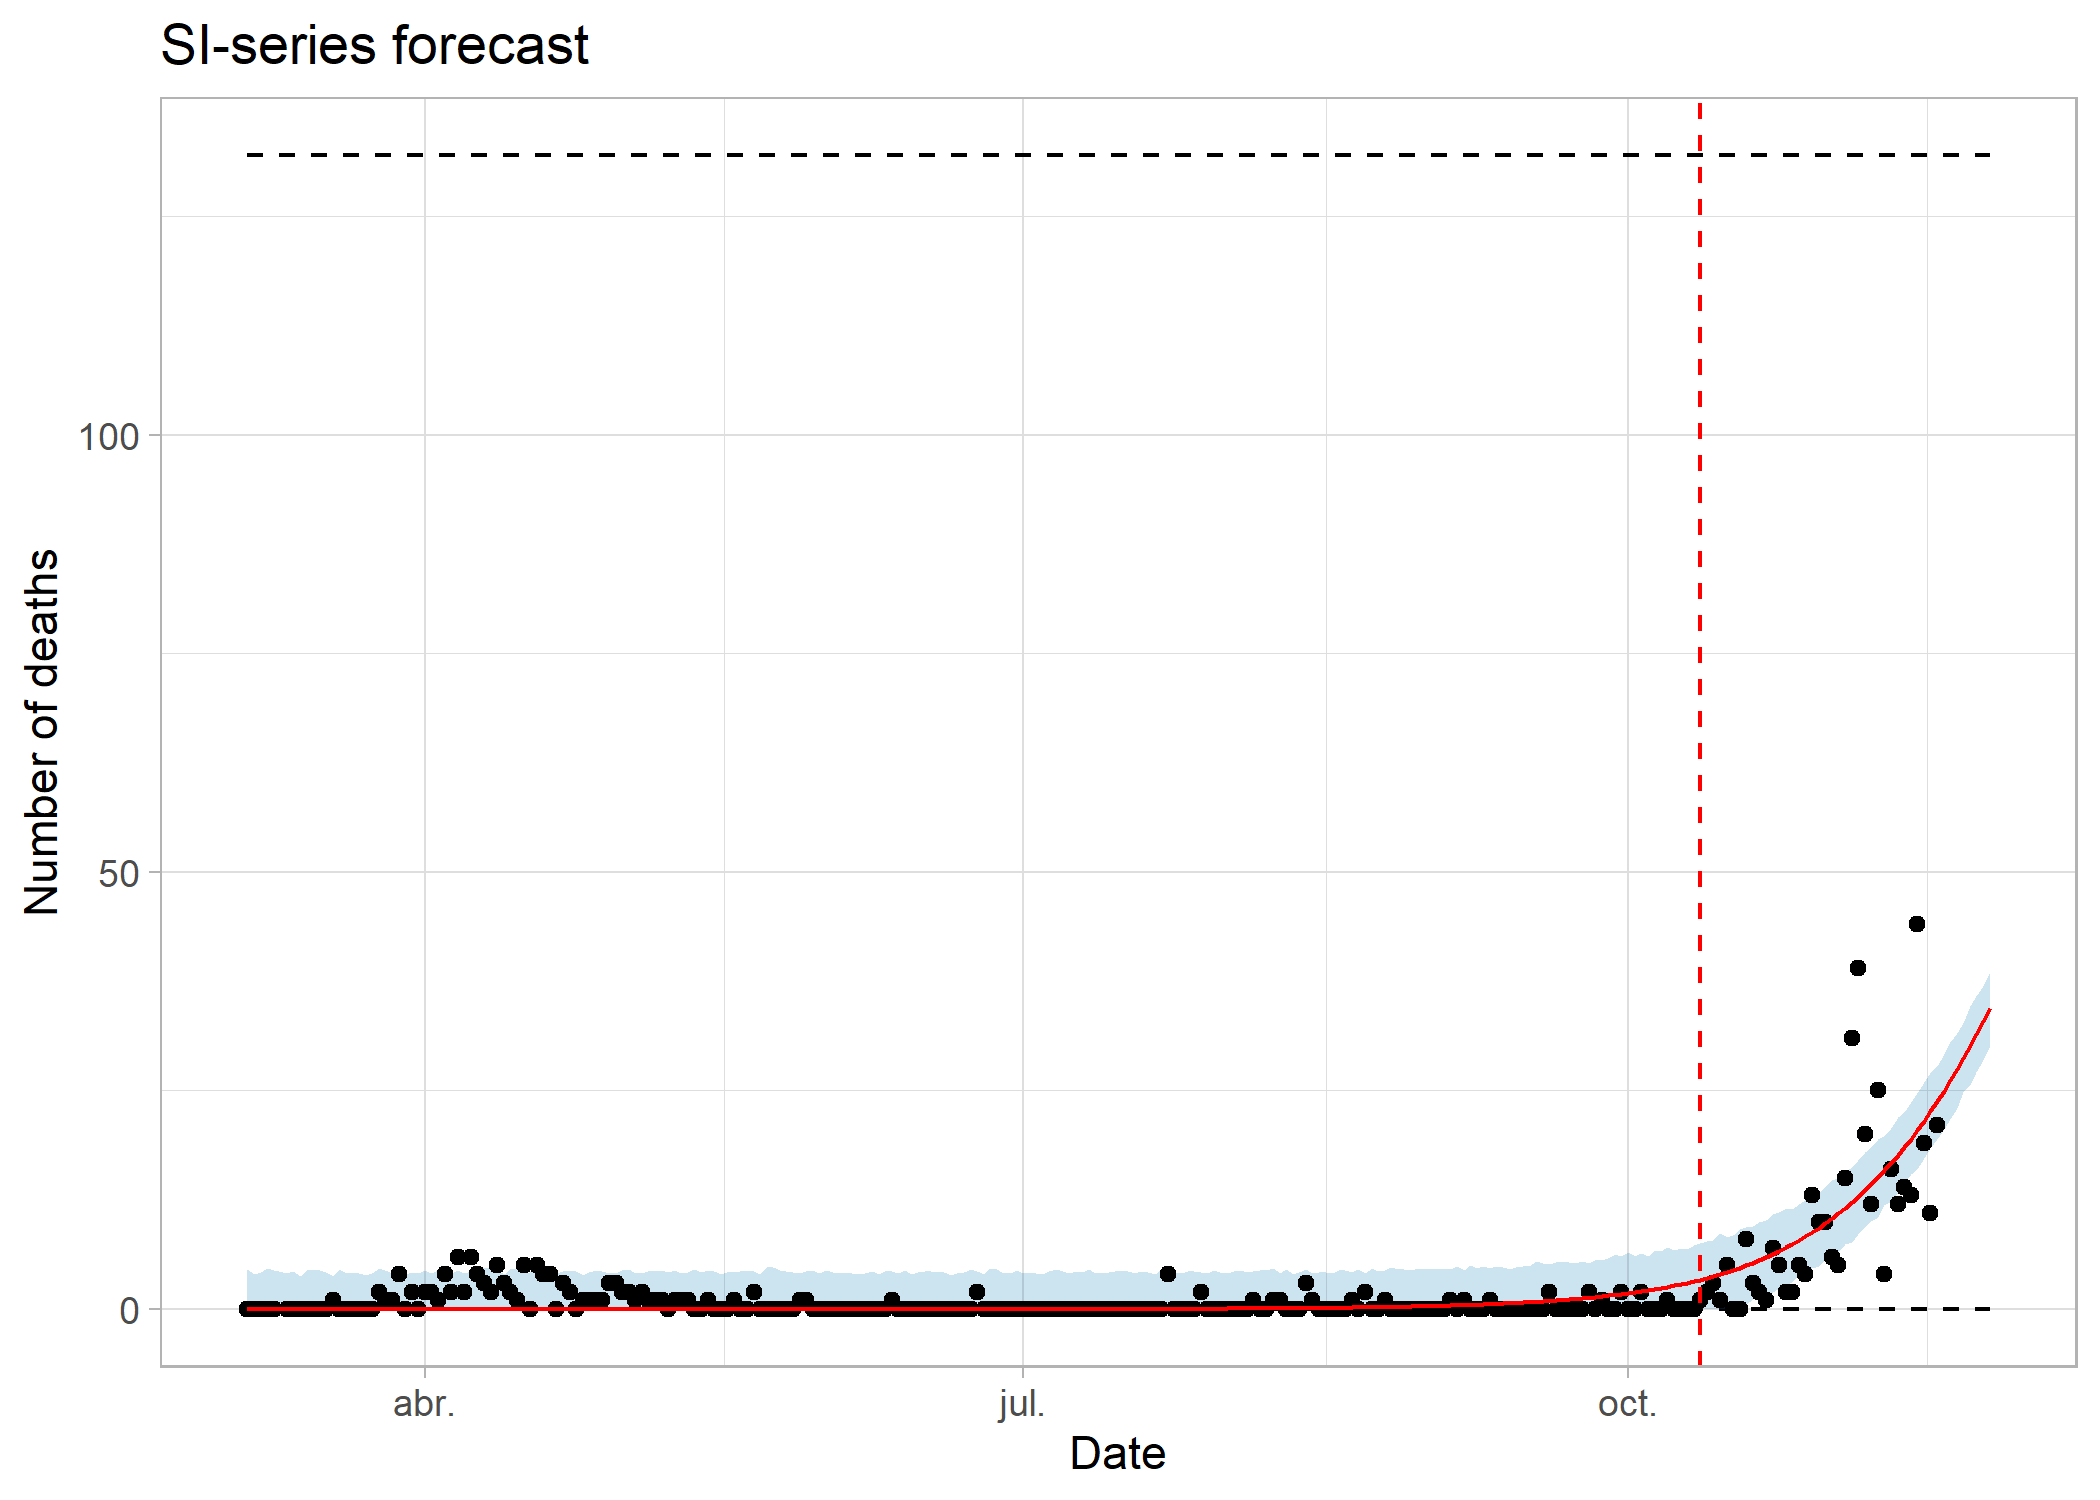 SI-series forecast
Number of deaths
100
50
0
abr.
jul.
oct.
Date